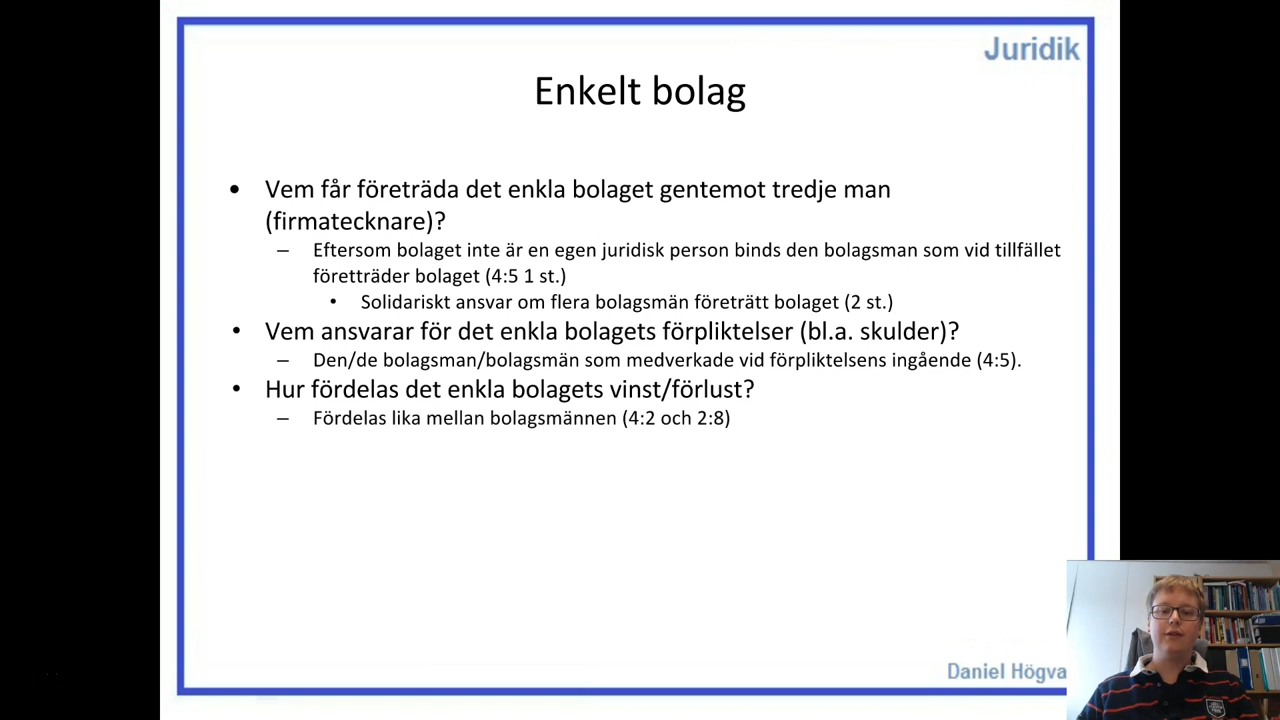 Juridik
Enkelt bolag
• Vem får företräda det enkla bolaget gentemot tredje man
(firmatecknare)?
– Eftersom bolaget inte är en egen juridisk person binds den bolagsman som vid tillfället
företträder bolaget (4:5 1 st.)
• Solidariskt ansvar om flera bolagsmän företrätt bolaget (2 st.)
• Vem ansvarar för det enkla bolagets förpliktelser (bl.a. skulder)?
– Den/de bolagsman/bolagsmän som medverkade vid förpliktelsens ingående (4:5).
• Hur fördelas det enkla bolagets vinst/förlust?
– Fördelas lika mellan bolagsmännen (4:2 och 2:8)
Daniel Högva